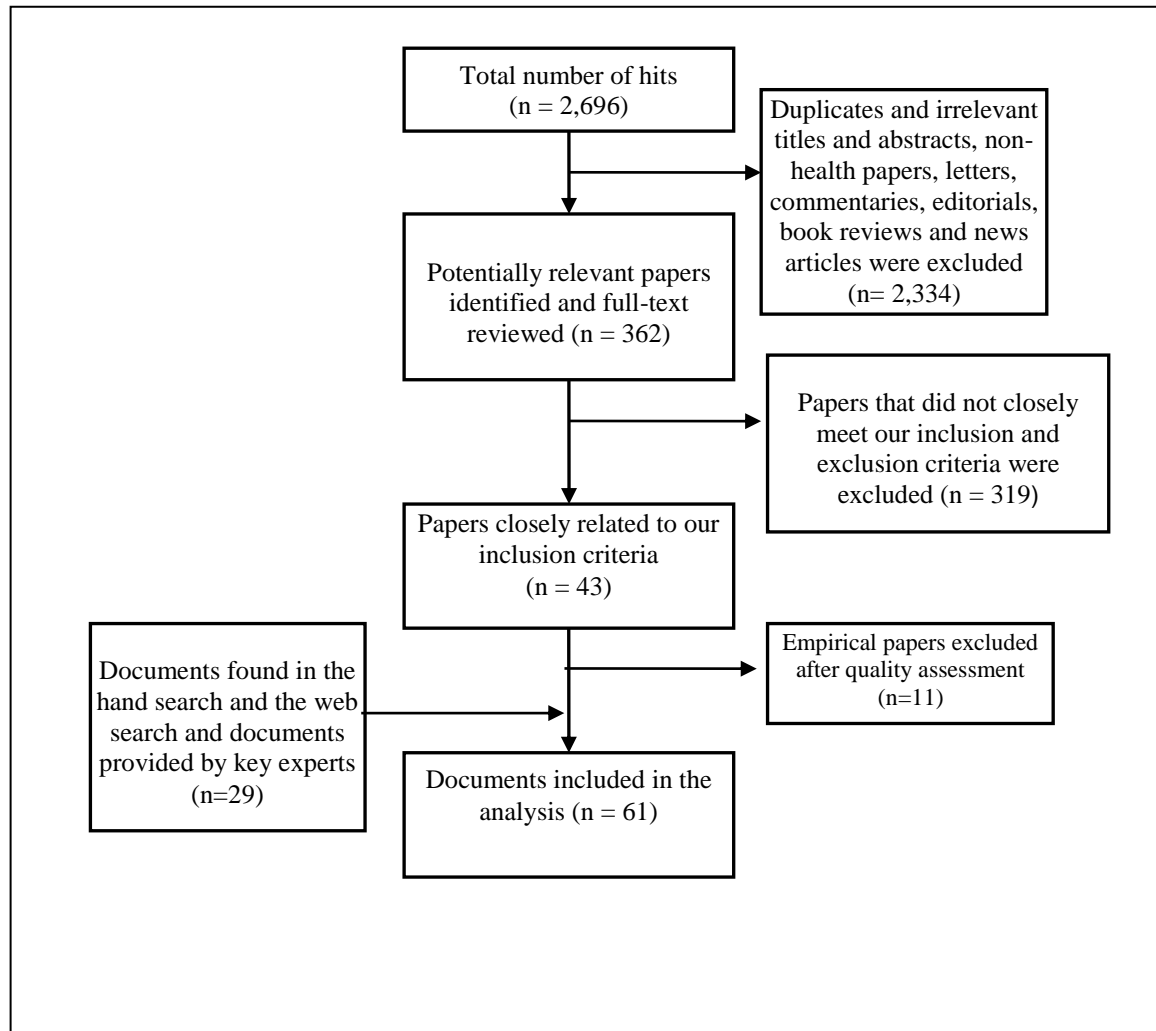 Total number of hits
(n = 2,696)
Duplicates and irrelevant
titles and abstracts, non-
health papers, letters,
commentaries, editorials,
book reviews and news
articles were excluded
(n= 2,334)
Potentially relevant papers
identified and full-text
reviewed (n = 362)
Papers that did not closely
meet our inclusion and
exclusion criteria were
excluded (n = 319)
Papers closely related to our
inclusion criteria
(n = 43)
Empirical papers excluded
after quality assessment
(n=11)
Documents found in the
hand search and the web
search and documents
provided by key experts
(n=29)
Documents included in the
analysis (n = 61)